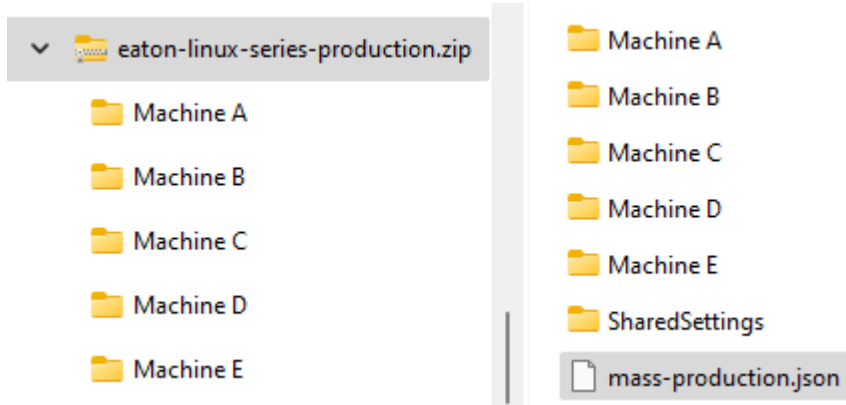 eaton-linux-series-production.zip
Machine A
Machine B
Machine C
Machine D
Machine E
Machine A
Machine B
Machine C
Machine D
Machine E
SharedSettings
mass-production.json